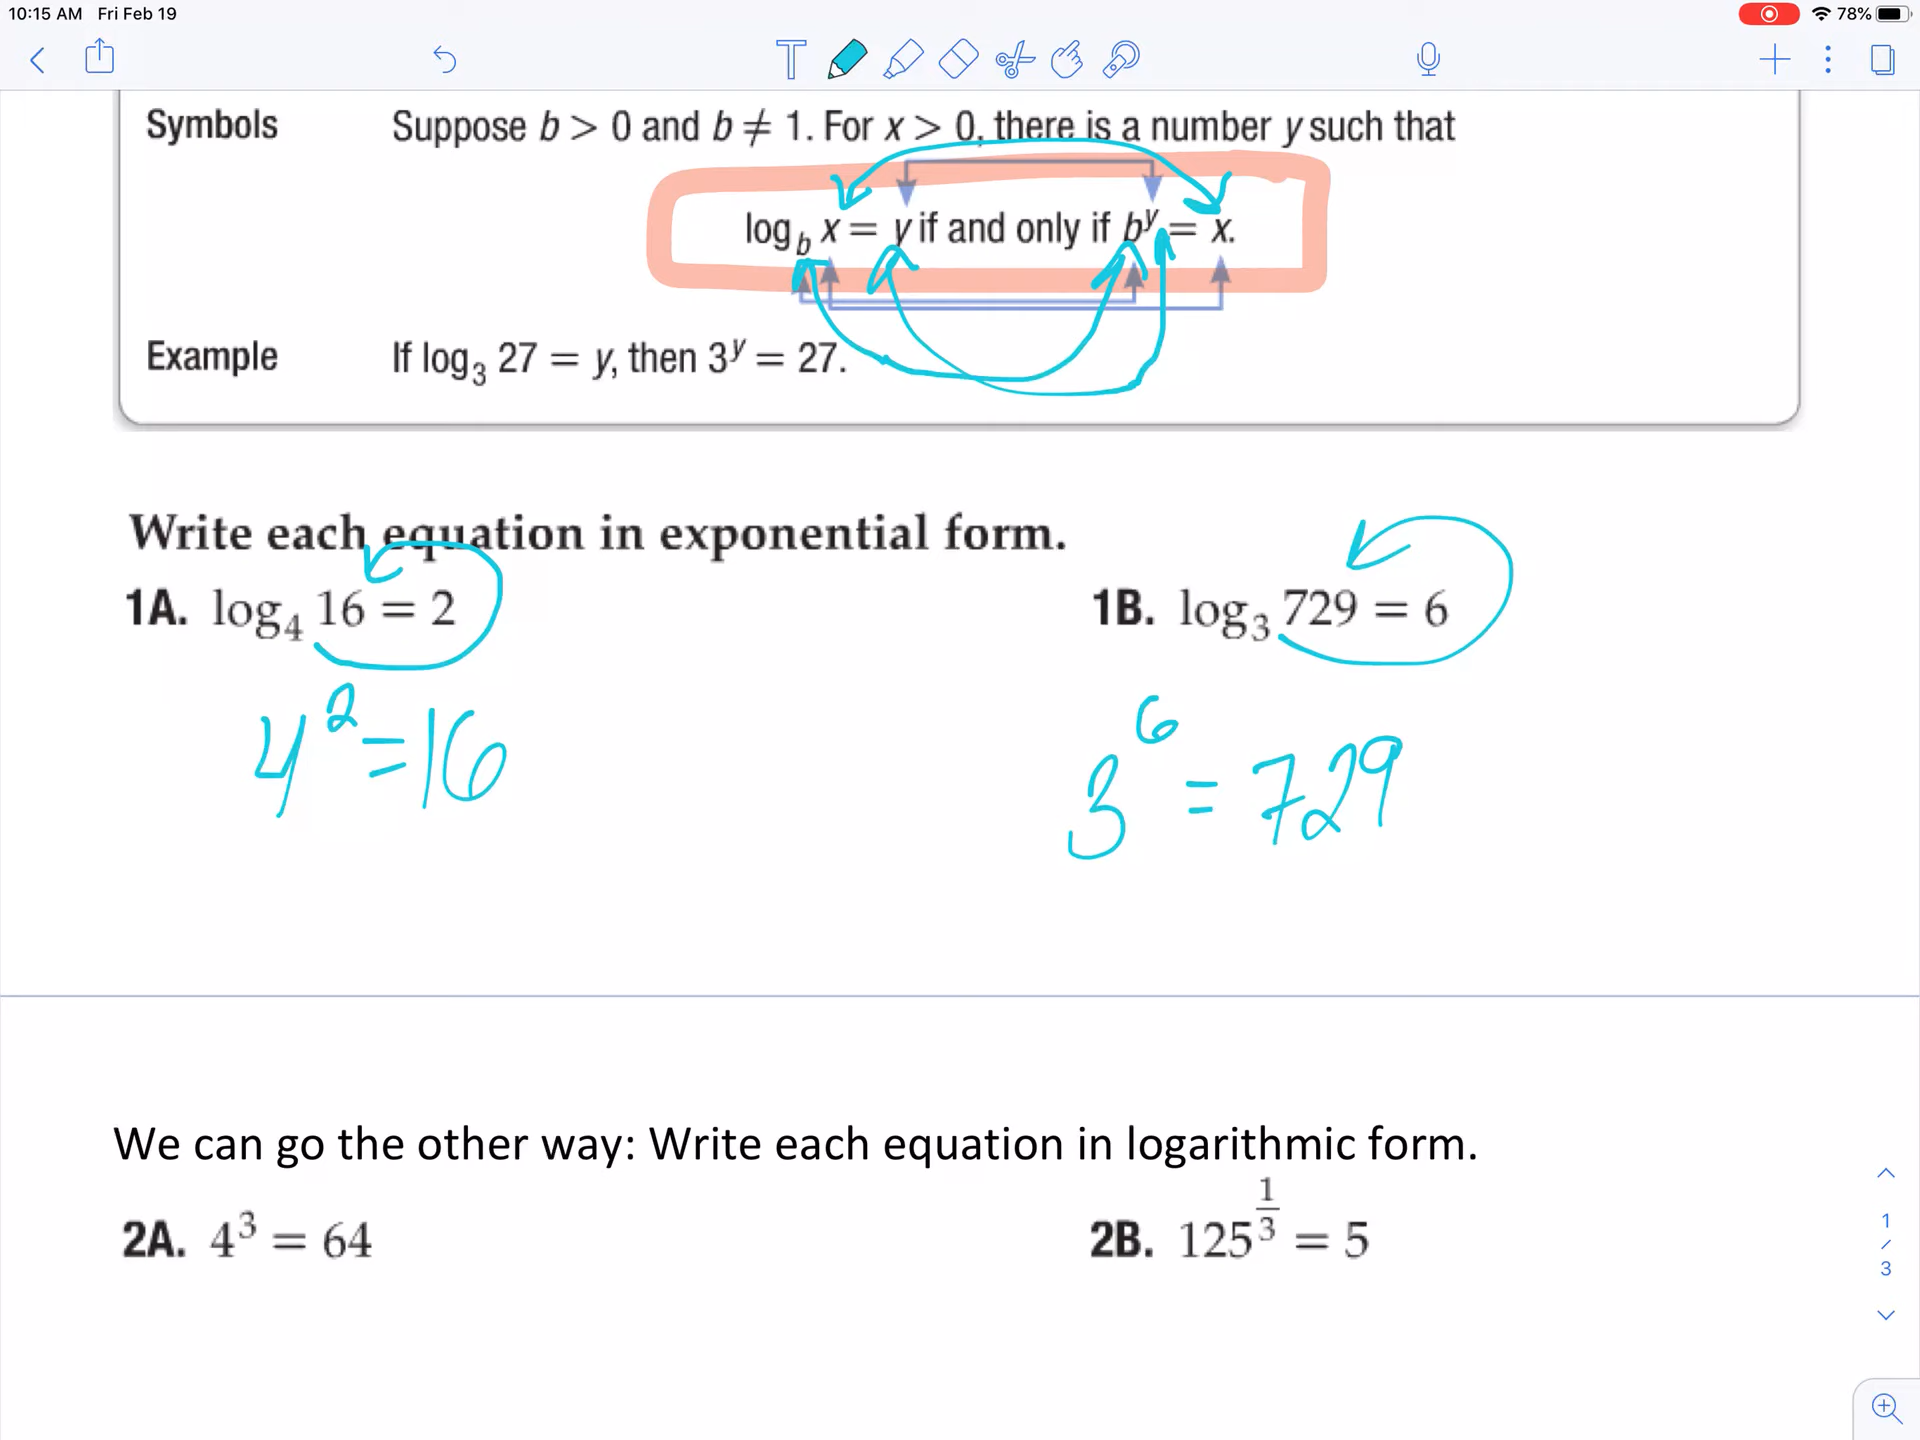 10:15 AM Fri Feb 19 78%
T
Symbols Suppose b > 0 and b ≠ 1. For x > 0, there is a number y such that
log_b x = y if and only if b^y = x.
Example If log_3 27 = y, then 3^y = 27.
Write each equation in exponential form.
1A. log_4 16 = 2 1B. log_3 729 = 6
4^2 = 16 3^6 = 729
We can go the other way: Write each equation in logarithmic form.
2A. 4^3 = 64 2B. 125^(1/3) = 5
1 / 3